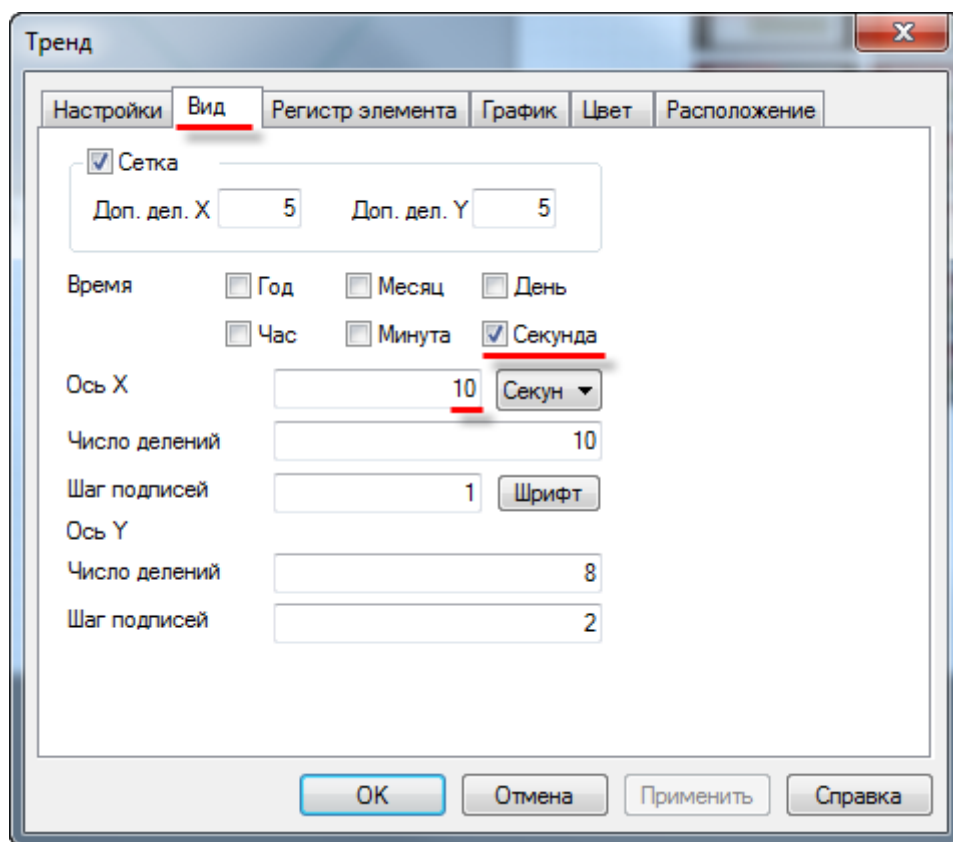 Тренд
Настройки Вид Регистр элемента График Цвет Расположение
Сетка
Доп. дел. X 5 Доп. дел. Y 5
Время Год Месяц День
Час Минута Секунда
Ось X 10 Секун
Число делений 10
Шаг подписей 1 Шрифт
Ось Y
Число делений 8
Шаг подписей 2
OK Отмена Применить Справка